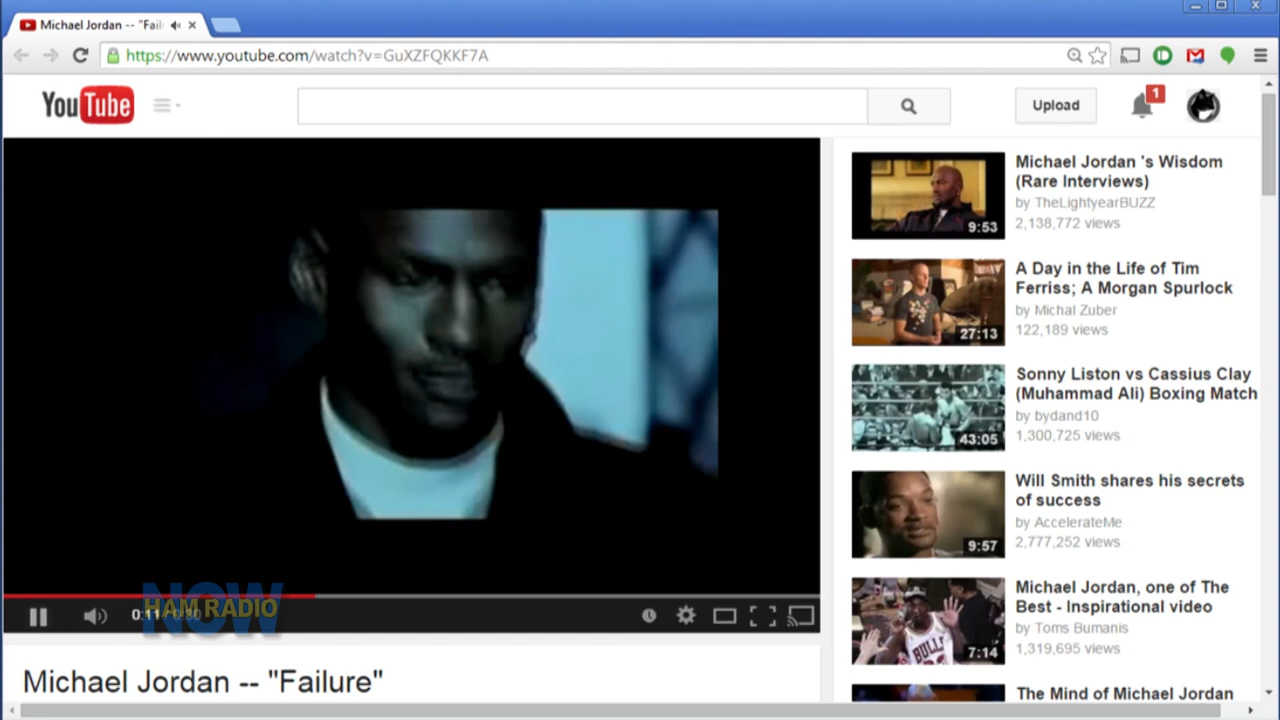 Michael Jordan -- "Fail
https://www.youtube.com/watch?v=GuXZFQKKF7A
YouTube
Upload
1
Michael Jordan 's Wisdom
(Rare Interviews)
by TheLightyearBUZZ
2,138,772 views
9:53
A Day in the Life of Tim
Ferriss; A Morgan Spurlock
by Michal Zuber
122,189 views
27:13
Sonny Liston vs Cassius Clay
(Muhammad Ali) Boxing Match
by bydand10
1,300,725 views
43:05
Will Smith shares his secrets
of success
by AccelerateMe
2,777,252 views
9:57
Michael Jordan, one of The
Best - Inspirational video
by Toms Bumanis
1,319,695 views
7:14
BULLS
The Mind of Michael Jordan
NOW
HAM RADIO
0:11
Michael Jordan -- "Failure"